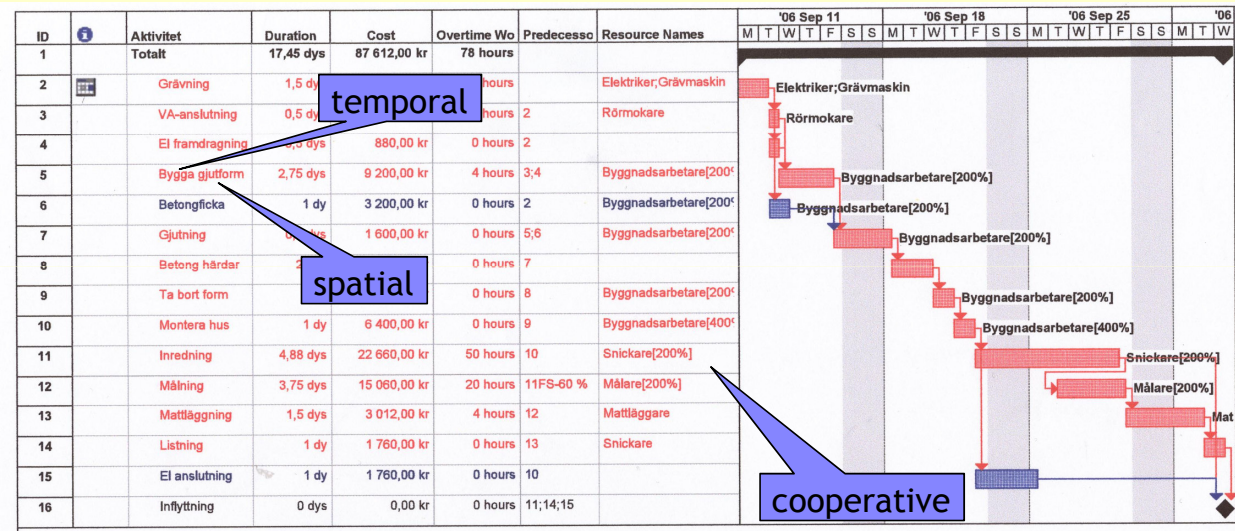 '06 Sep 11 '06 Sep 18 '06 Sep 25 '06
ID Aktivitet Duration Cost Overtime Wo Predecesso Resource Names M T W T F S S M T W T F S S M T W T F S S M T W
1 Totalt 17,45 dys 87 612,00 kr 78 hours
2 Grävning 1,5 hours Elektriker;Grävmaskin Elektriker;Grävmaskin
temporal
3 VA-anslutning 0,5 hours 2 Rörmokare Rörmokare
4 El framdragning dys 880,00 kr 0 hours 2
5 Bygga gjutform 2,75 dys 9 200,00 kr 4 hours 3;4 Byggnadsarbetare[200% Byggnadsarbetare[200%]
6 Betongficka 1 dy 3 200,00 kr 0 hours 2 Byggnadsarbetare[200% Byggnadsarbetare[200%]
7 Gjutning 1 600,00 kr 0 hours 5;6 Byggnadsarbetare[200% Byggnadsarbetare[200%]
8 Betong härdar 0 hours 7
spatial
9 Ta bort form 0 hours 8 Byggnadsarbetare[200% Byggnadsarbetare[200%]
10 Montera hus 1 dy 6 400,00 kr 0 hours 9 Byggnadsarbetare[400% Byggnadsarbetare[400%]
11 Inredning 4,88 dys 22 660,00 kr 50 hours 10 Snickare[200%] Snickare[200%]
12 Målning 3,75 dys 15 060,00 kr 20 hours 11FS-60 % Målare[200%] Målare[200%]
13 Mattläggning 1,5 dys 3 012,00 kr 4 hours 12 Mattläggare Mat
14 Listning 1 dy 1 760,00 kr 0 hours 13 Snickare
15 El anslutning 1 dy 1 760,00 kr 0 hours 10
cooperative
16 Inflyttning 0 dys 0,00 kr 0 hours 11;14;15